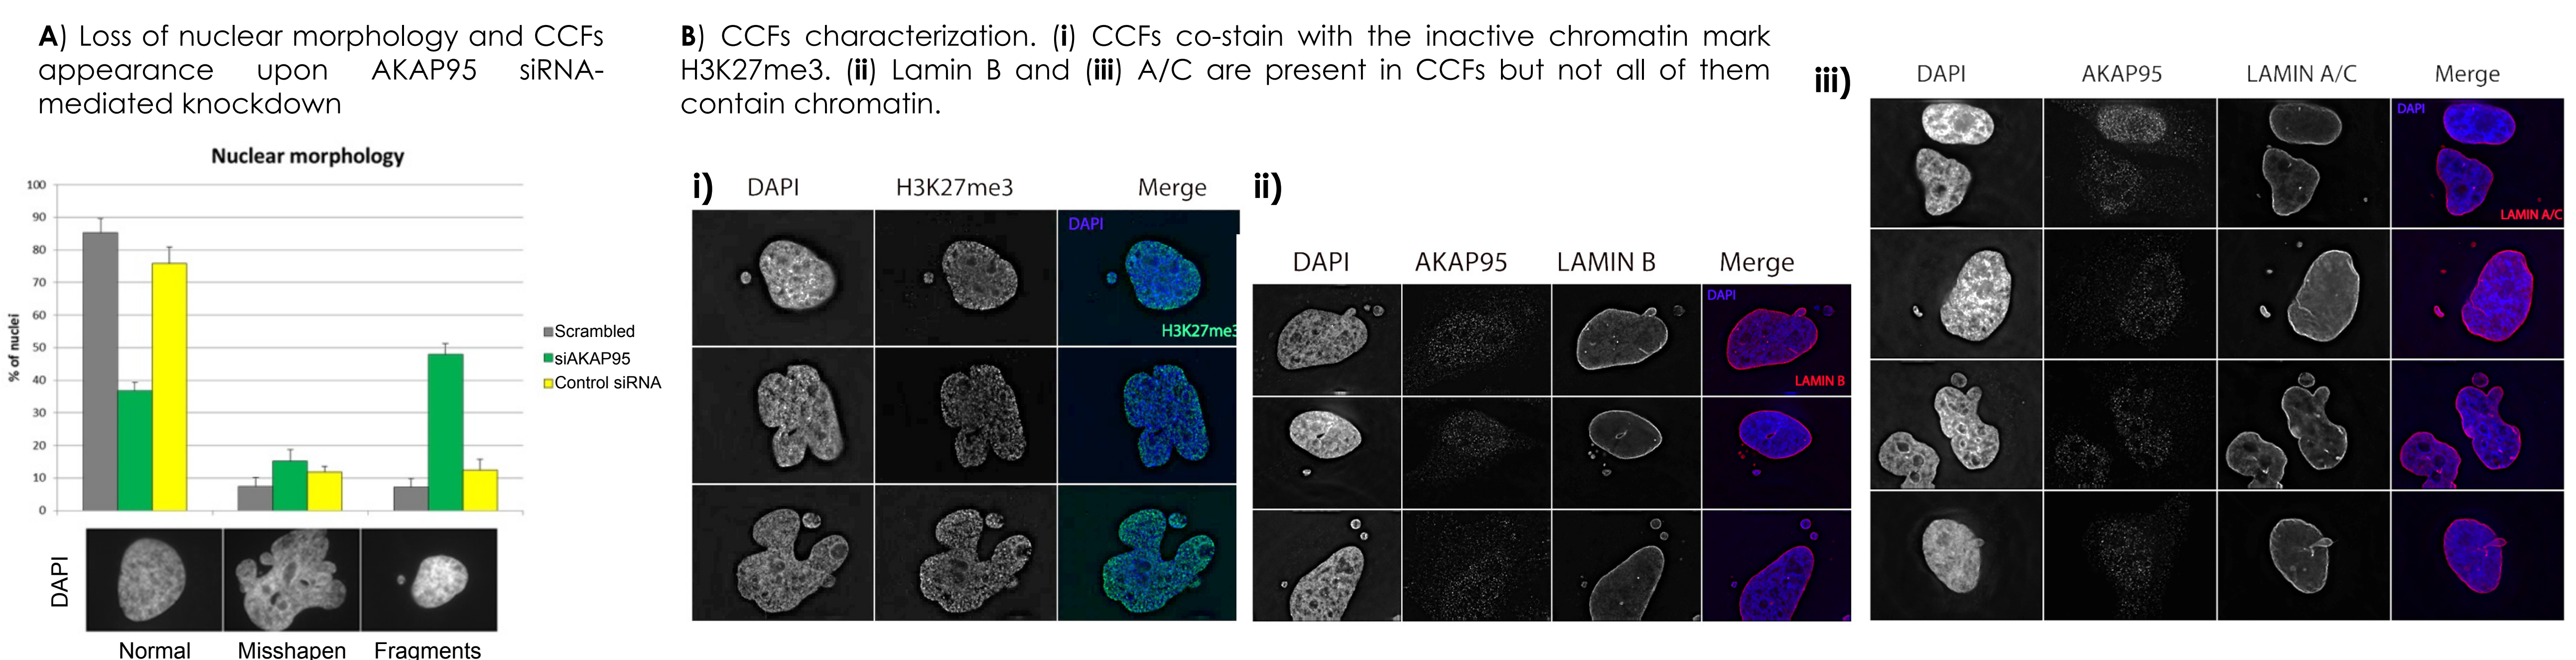 A) Loss of nuclear morphology and CCFs
appearance upon AKAP95 siRNA-
mediated knockdown
Nuclear morphology
100
90
80
70
60
50
40
30
20
10
0
% of nuclei
Scrambled
siAKAP95
Control siRNA
DAPI
Normal Misshapen Fragments
B) CCFs characterization. (i) CCFs co-stain with the inactive chromatin mark
H3K27me3. (ii) Lamin B and (iii) A/C are present in CCFs but not all of them
contain chromatin.
i) DAPI H3K27me3 Merge
DAPI
H3K27me3
ii)
DAPI AKAP95 LAMIN B Merge
DAPI
LAMIN B
iii) DAPI AKAP95 LAMIN A/C Merge
DAPI
LAMIN A/C